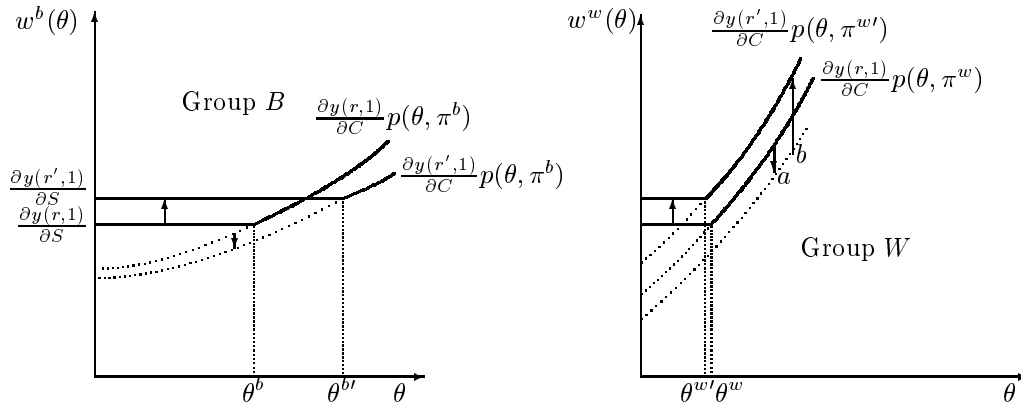 w^b(θ)
Group B
∂y(r,1)/∂C p(θ, π^b)
∂y(r′,1)/∂C p(θ, π^b)
∂y(r′,1)/∂S
∂y(r,1)/∂S
θ^b
θ^b′
θ
w^w(θ)
∂y(r′,1)/∂C p(θ, π^w′)
∂y(r,1)/∂C p(θ, π^w)
b
a
Group W
θ^w′
θ^w
θ